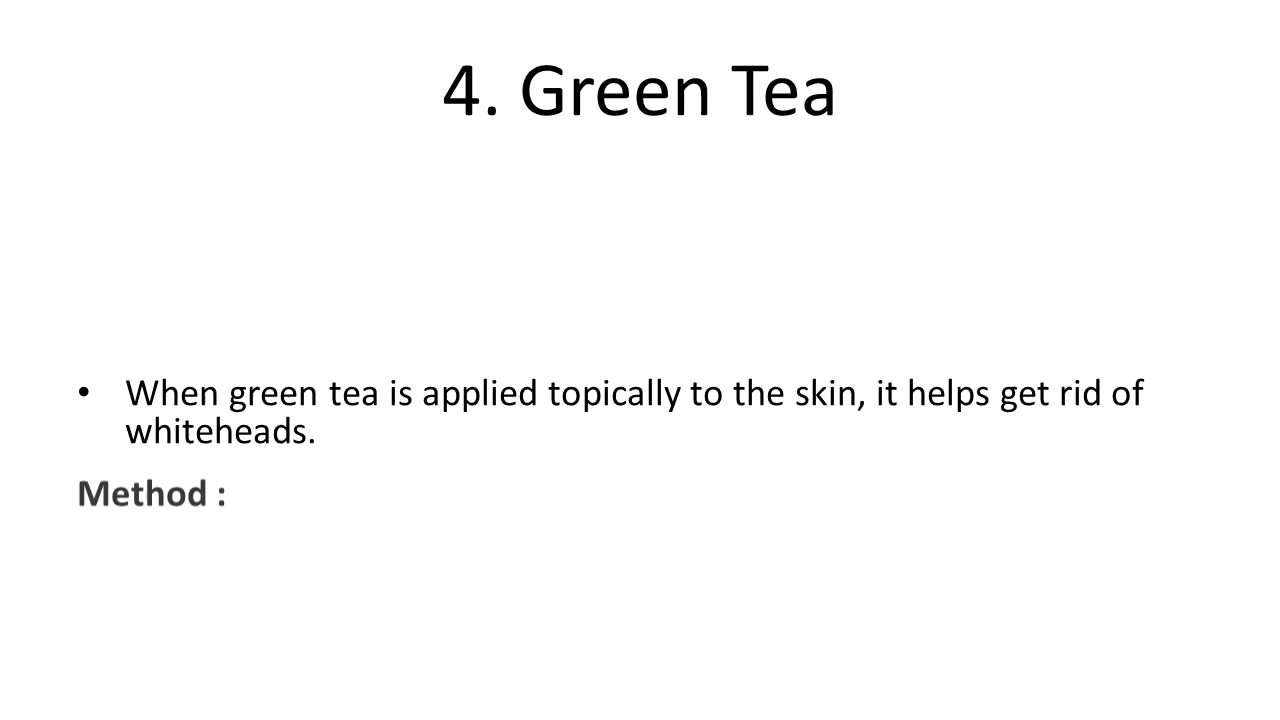 4. Green Tea
• When green tea is applied topically to the skin, it helps get rid of
whiteheads.
Method :